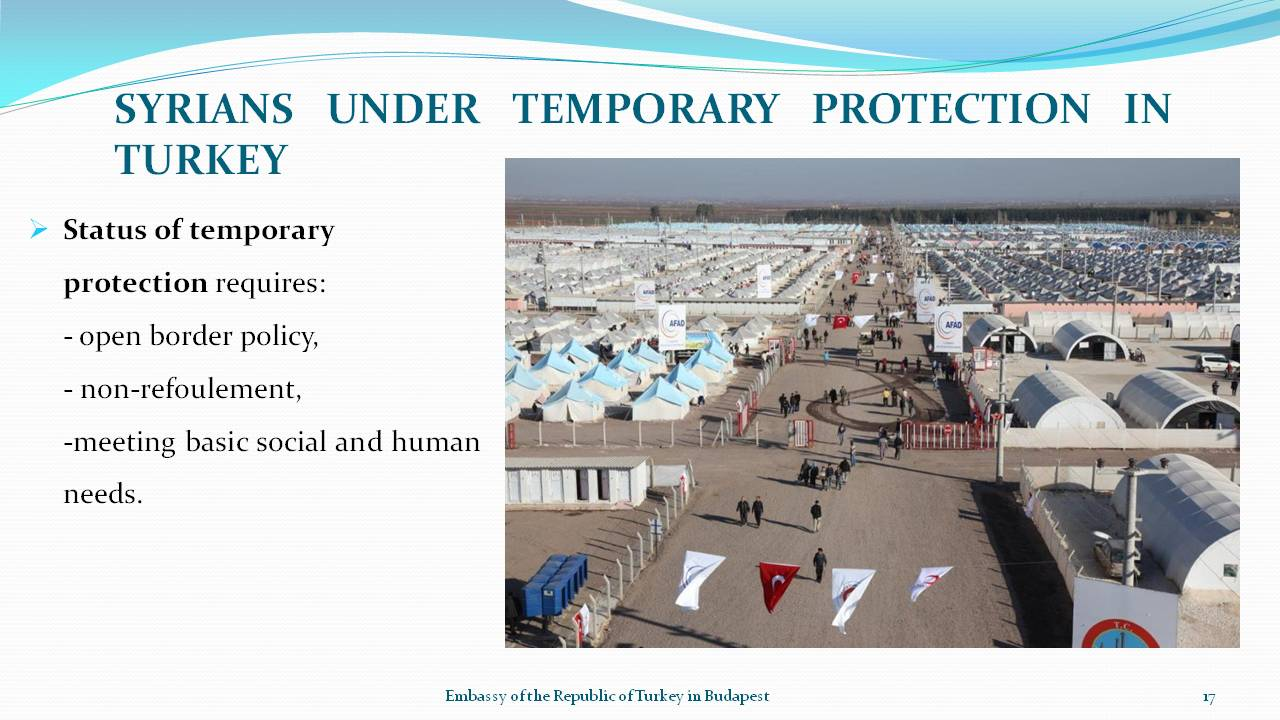 SYRIANS UNDER TEMPORARY PROTECTION IN
TURKEY
➢ Status of temporary
protection requires:
- open border policy,
- non-refoulement,
-meeting basic social and human
needs.
AFAD
AFAD
AFAD
AFAD
T.C.
Embassy of the Republic of Turkey in Budapest
17